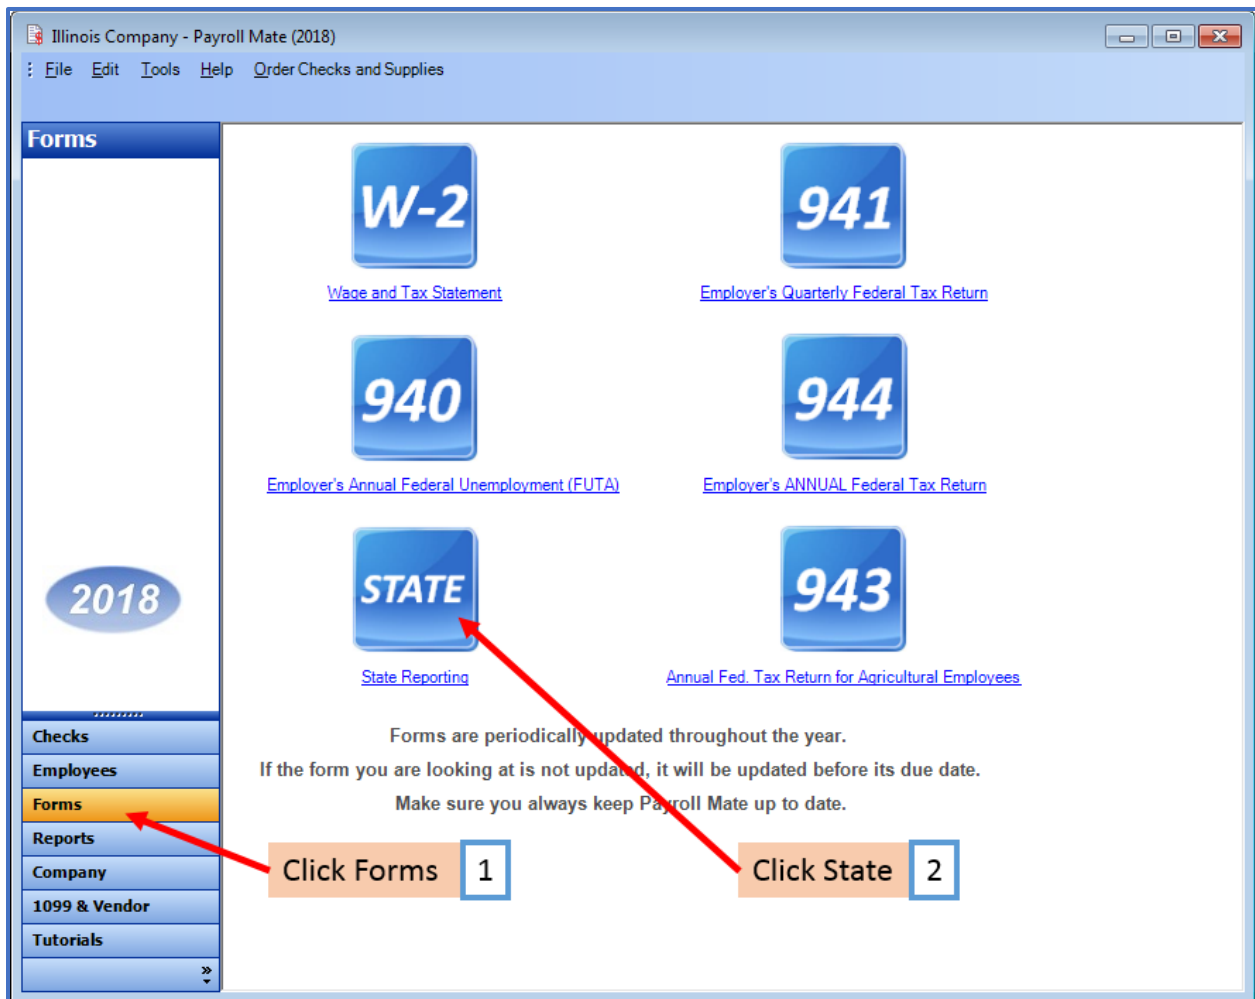 Illinois Company - Payroll Mate (2018)
File Edit Tools Help Order Checks and Supplies
Forms
W-2
941
Wage and Tax Statement
Employer's Quarterly Federal Tax Return
940
944
Employer's Annual Federal Unemployment (FUTA)
Employer's ANNUAL Federal Tax Return
STATE
943
2018
State Reporting
Annual Fed. Tax Return for Agricultural Employees
Forms are periodically updated throughout the year.
If the form you are looking at is not updated, it will be updated before its due date.
Make sure you always keep Payroll Mate up to date.
Checks
Employees
Forms
Reports
Company
1099 & Vendor
Tutorials
Click Forms 1
Click State 2